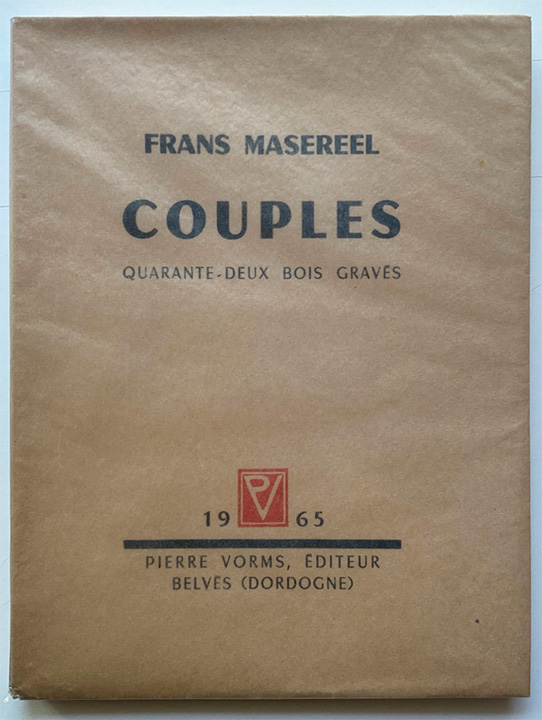 FRANS MASEREEL
COUPLES
QUARANTE-DEUX BOIS GRAVÉS
19 PV 65
PIERRE VORMS, ÉDITEUR
BELVÈS (DORDOGNE)